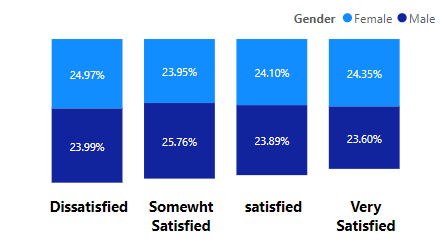 Gender Female Male
24.97% 23.95% 24.10% 24.35%
23.99% 25.76% 23.89% 23.60%
Dissatisfied Somewht satisfied Very
Satisfied Satisfied